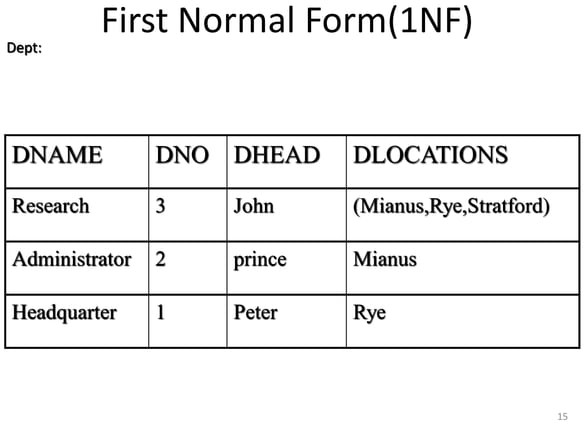 First Normal Form(1NF)
Dept:
DNAME DNO DHEAD DLOCATIONS
Research 3 John (Mianus,Rye,Stratford)
Administrator 2 prince Mianus
Headquarter 1 Peter Rye
15